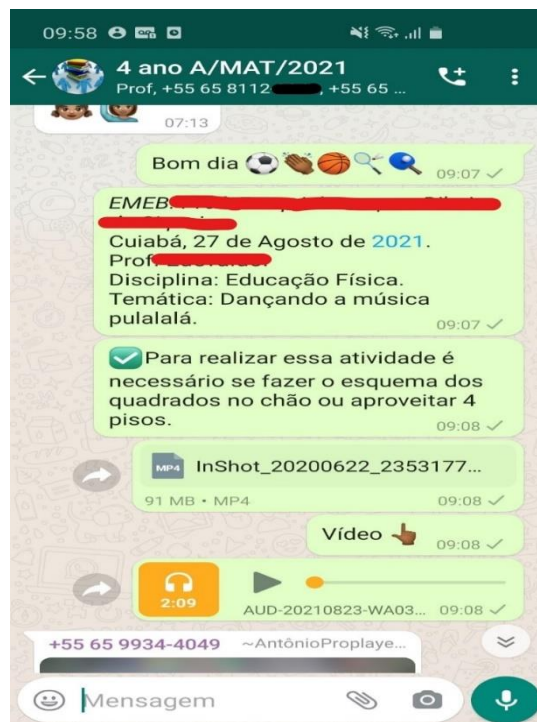 09:58
4 ano A/MAT/2021
Prof, +55 65 8112 , +55 65 ...
07:13
Bom dia
09:07
EMEB.
Cuiabá, 27 de Agosto de 2021.
Prof
Disciplina: Educação Física.
Temática: Dançando a música
pulalalá.
09:07
Para realizar essa atividade é
necessário se fazer o esquema dos
quadrados no chão ou aproveitar 4
pisos.
09:08
MP4 InShot_20200622_2353177...
91 MB • MP4 09:08
Vídeo
09:08
2:09
AUD-20210823-WA03... 09:08
+55 65 9934-4049 ~AntônioProplaye...
Mensagem